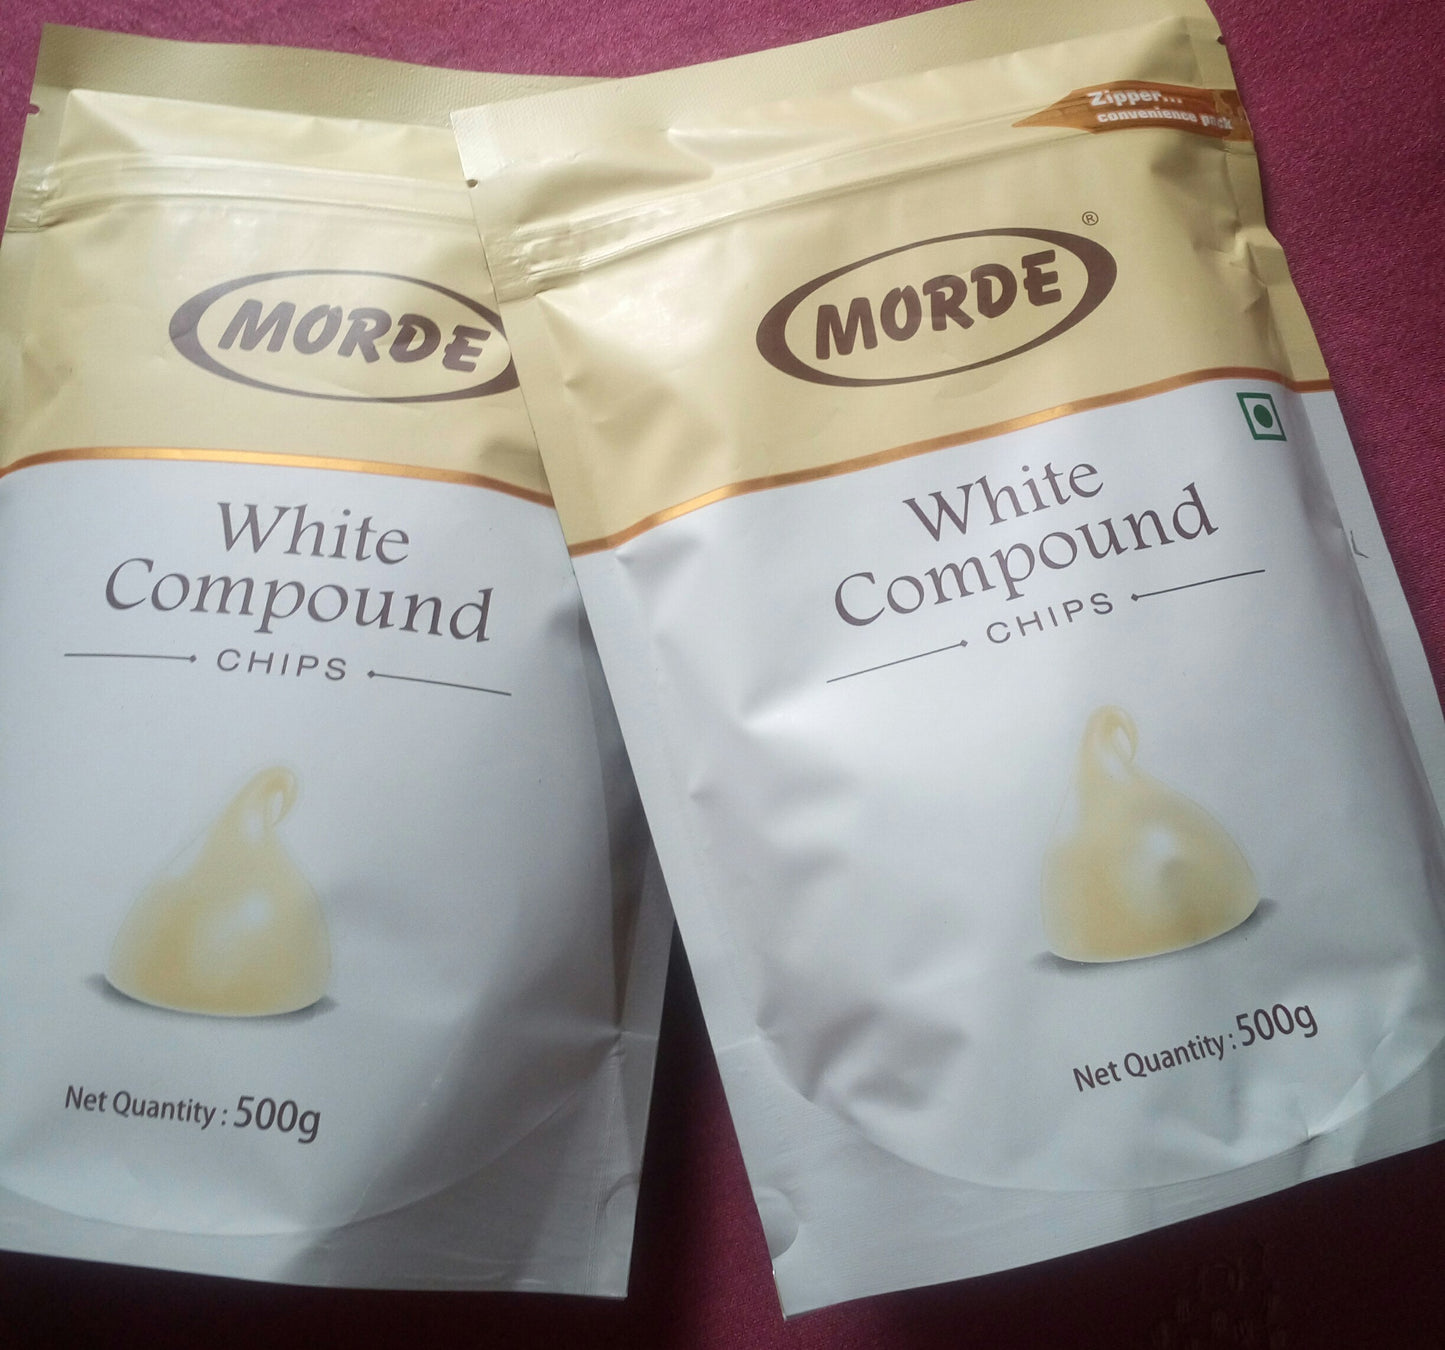 MORDE
White
Compound
CHIPS
Net Quantity : 500g
Zipper...
convenience pack
MORDE®
White
Compound
CHIPS
Net Quantity : 500g